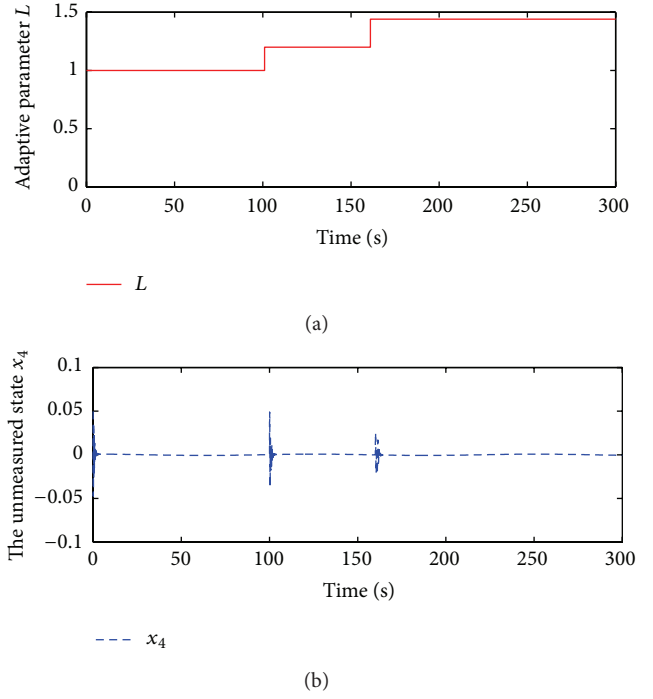 Adaptive parameter L
1.5
1
0.5
0
0 50 100 150 200 250 300
Time (s)
L
(a)
The unmeasured state x₄
0.1
0.05
0
−0.05
−0.1
0 50 100 150 200 250 300
Time (s)
x₄
(b)